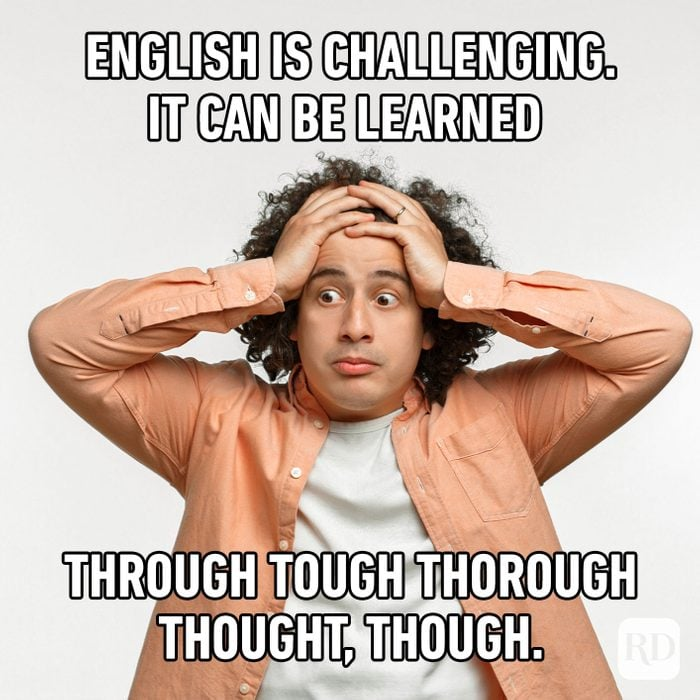 ENGLISH IS CHALLENGING.
IT CAN BE LEARNED
THROUGH TOUGH THOROUGH
THOUGHT, THOUGH.
RD